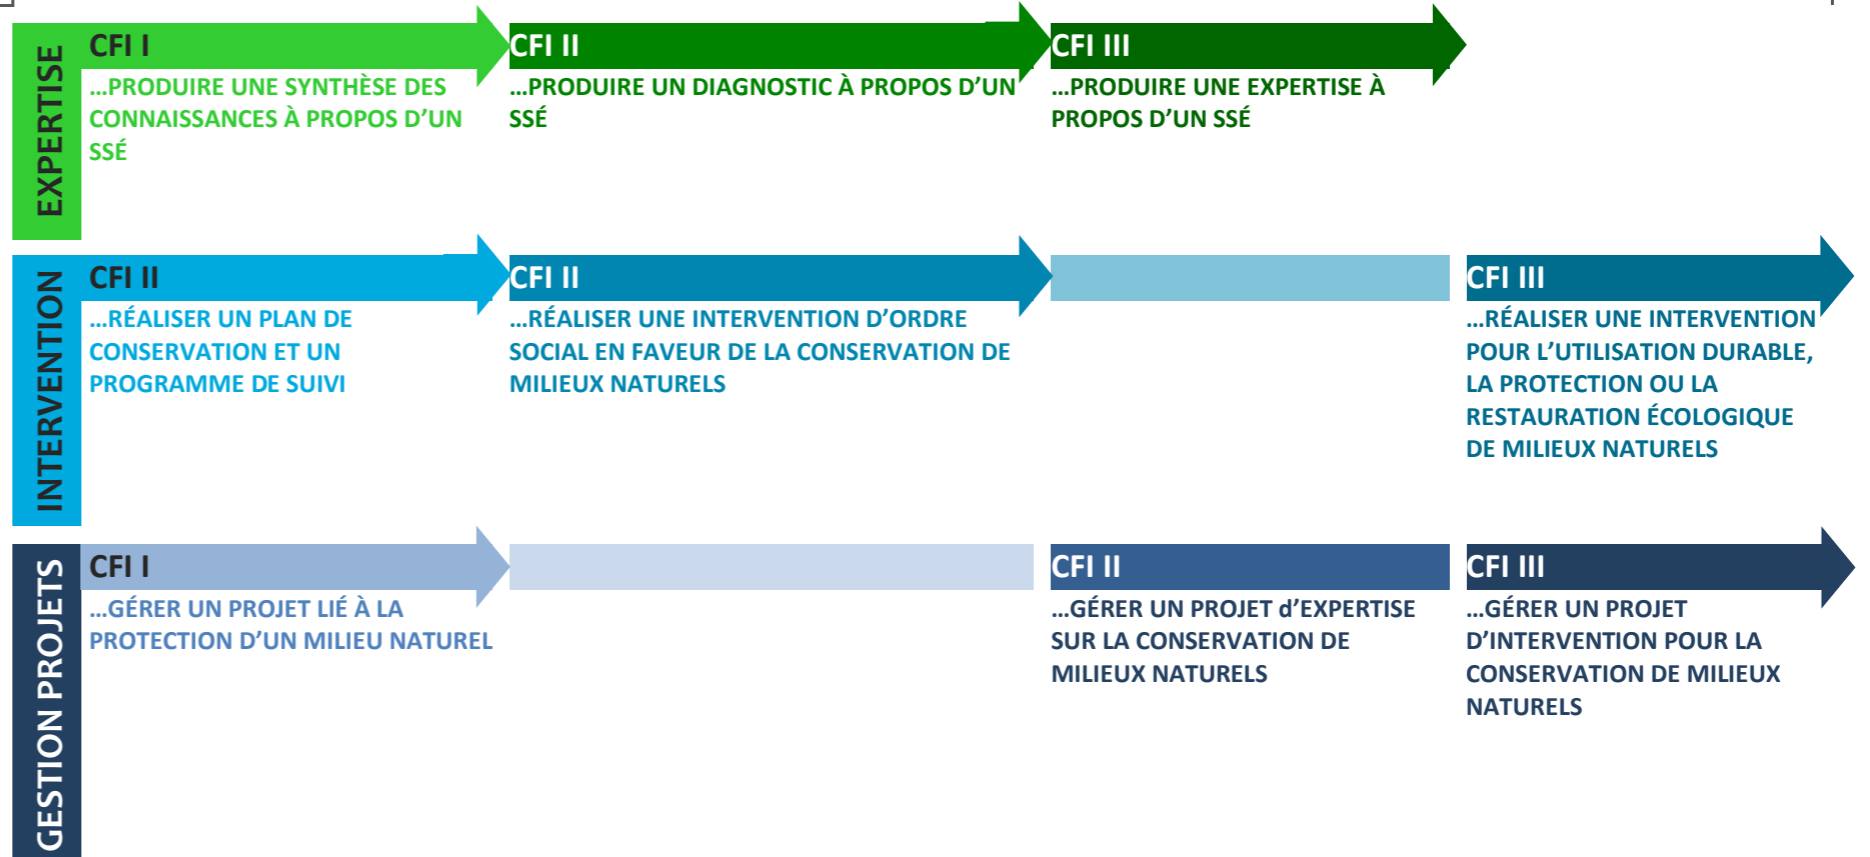 EXPERTISE
CFI I
...PRODUIRE UNE SYNTHÈSE DES
CONNAISSANCES À PROPOS D'UN
SSÉ
CFI II
...PRODUIRE UN DIAGNOSTIC À PROPOS D'UN
SSÉ
CFI III
...PRODUIRE UNE EXPERTISE À
PROPOS D'UN SSÉ
INTERVENTION
CFI II
...RÉALISER UN PLAN DE
CONSERVATION ET UN
PROGRAMME DE SUIVI
CFI II
...RÉALISER UNE INTERVENTION D'ORDRE
SOCIAL EN FAVEUR DE LA CONSERVATION DE
MILIEUX NATURELS
CFI III
...RÉALISER UNE INTERVENTION
POUR L'UTILISATION DURABLE,
LA PROTECTION OU LA
RESTAURATION ÉCOLOGIQUE
DE MILIEUX NATURELS
GESTION PROJETS
CFI I
...GÉRER UN PROJET LIÉ À LA
PROTECTION D'UN MILIEU NATUREL
CFI II
...GÉRER UN PROJET d'EXPERTISE
SUR LA CONSERVATION DE
MILIEUX NATURELS
CFI III
...GÉRER UN PROJET
D'INTERVENTION POUR LA
CONSERVATION DE MILIEUX
NATURELS